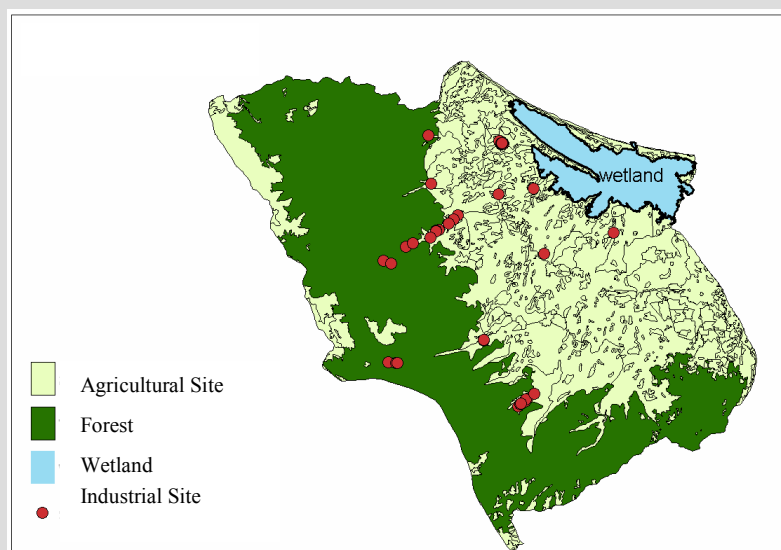 wetland
Agricultural Site
Forest
Wetland
Industrial Site